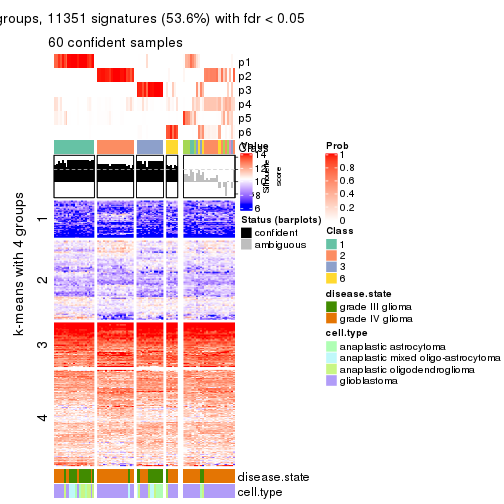 groups, 11351 signatures (53.6%) with fdr < 0.05
60 confident samples
p1
p2
p3
p4
p5
p6
Class
k-means with 4 groups
1
2
3
4
Value
14
12
10
8
6
Silhouette
score
Status (barplots)
confident
ambiguous
Prob
1
0.8
0.6
0.4
0.2
0
Class
1
2
3
6
disease.state
grade III glioma
grade IV glioma
cell.type
anaplastic astrocytoma
anaplastic mixed oligo-astrocytoma
anaplastic oligodendroglioma
glioblastoma
disease.state
cell.type